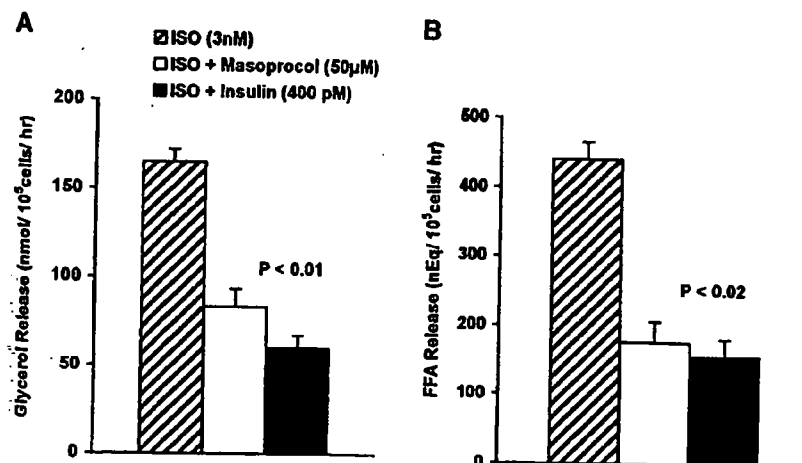 A
ISO (3nM)
ISO + Masoprocol (50μM)
ISO + Insulin (400 pM)
Glycerol Release (nmol/ 10⁵cells/ hr)
200
150
100
50
0
P < 0.01
B
FFA Release (nEq/ 10⁵cells/ hr)
500
400
300
200
100
0
P < 0.02